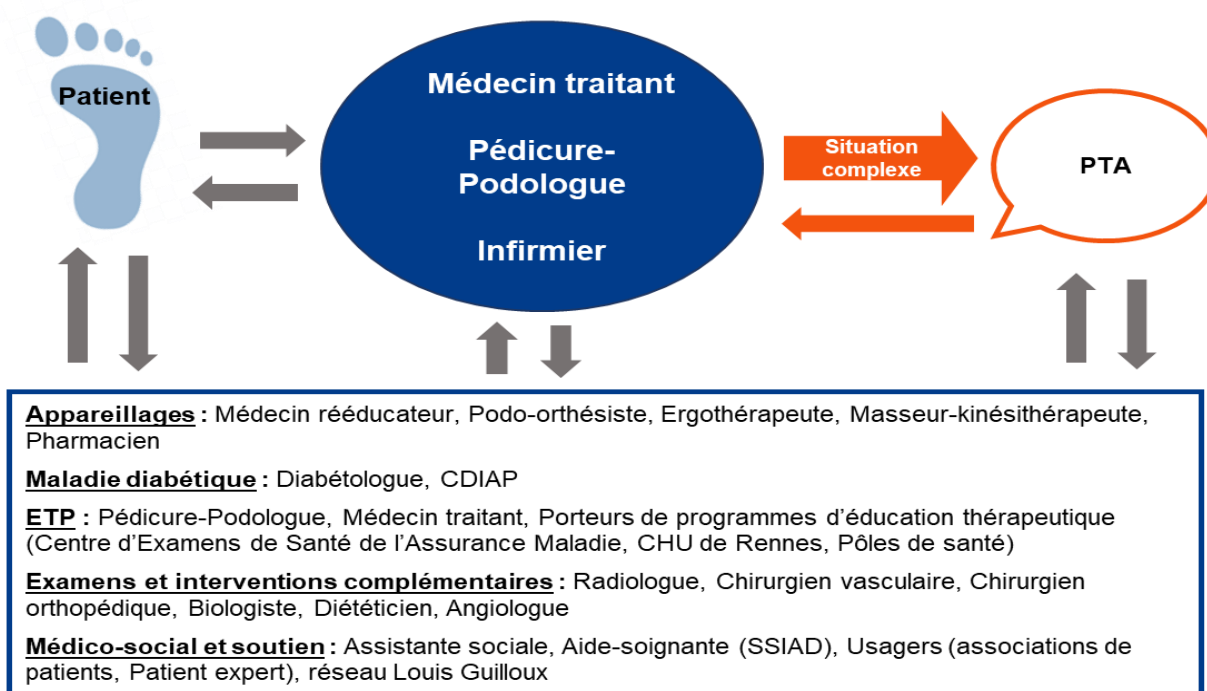 Patient
Médecin traitant
Pédicure-
Podologue
Infirmier
Situation
complexe
PTA
Appareillages : Médecin rééducateur, Podo-orthésiste, Ergothérapeute, Masseur-kinésithérapeute,
Pharmacien
Maladie diabétique : Diabétologue, CDIAP
ETP : Pédicure-Podologue, Médecin traitant, Porteurs de programmes d’éducation thérapeutique
(Centre d’Examens de Santé de l’Assurance Maladie, CHU de Rennes, Pôles de santé)
Examens et interventions complémentaires : Radiologue, Chirurgien vasculaire, Chirurgien
orthopédique, Biologiste, Diététicien, Angiologue
Médico-social et soutien : Assistante sociale, Aide-soignante (SSIAD), Usagers (associations de
patients, Patient expert), réseau Louis Guilloux